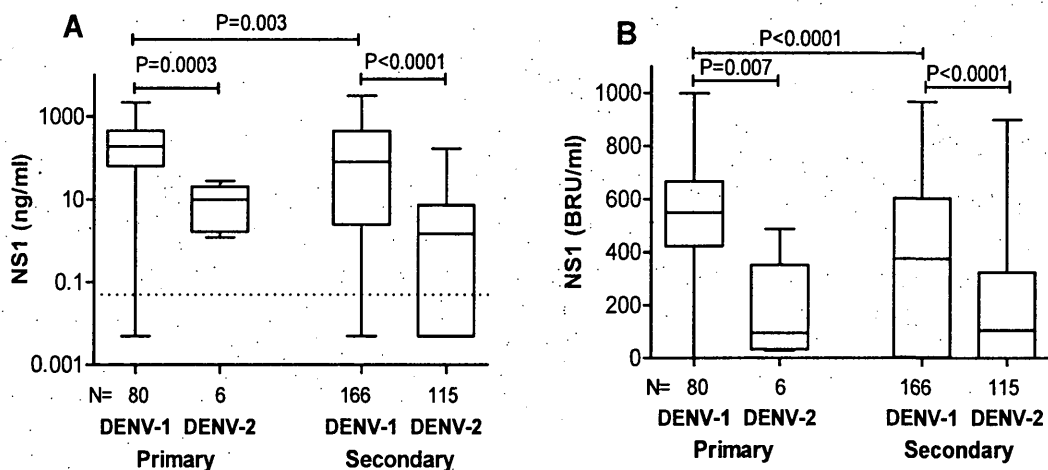 A
P=0.003
P=0.0003
P<0.0001
1000
10
0.1
0.001
NS1 (ng/ml)
N= 80 6 166 115
DENV-1 DENV-2 DENV-1 DENV-2
Primary Secondary
B
P<0.0001
P=0.007
P<0.0001
1000
800
600
400
200
0
NS1 (BRU/ml)
N= 80 6 166 115
DENV-1 DENV-2 DENV-1 DENV-2
Primary Secondary